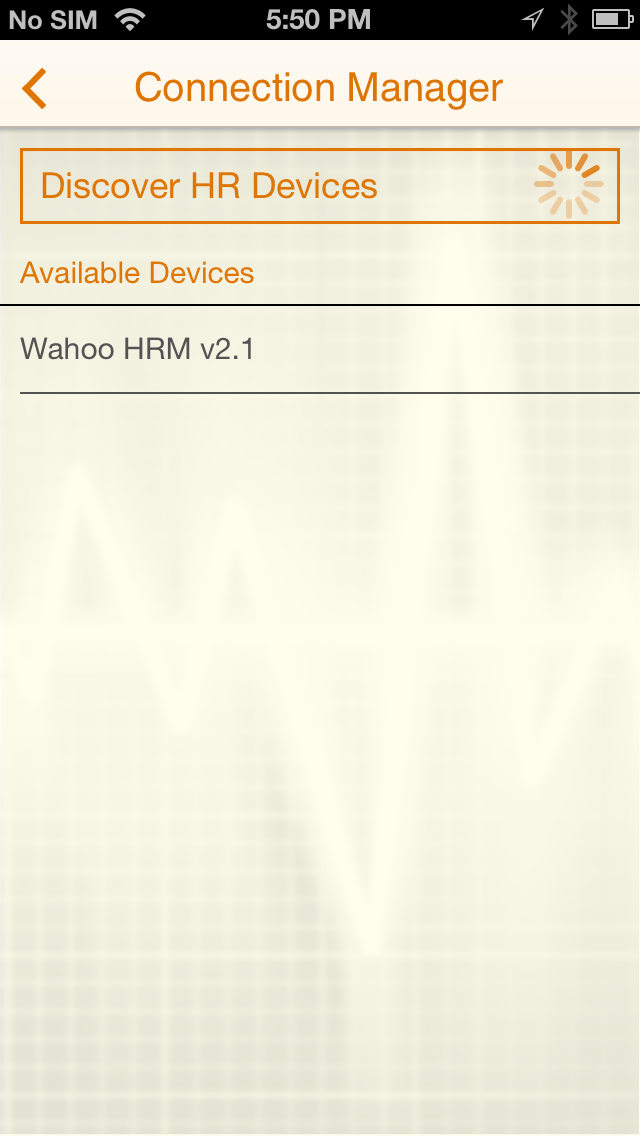 No SIM 5:50 PM
Connection Manager
Discover HR Devices
Available Devices
Wahoo HRM v2.1